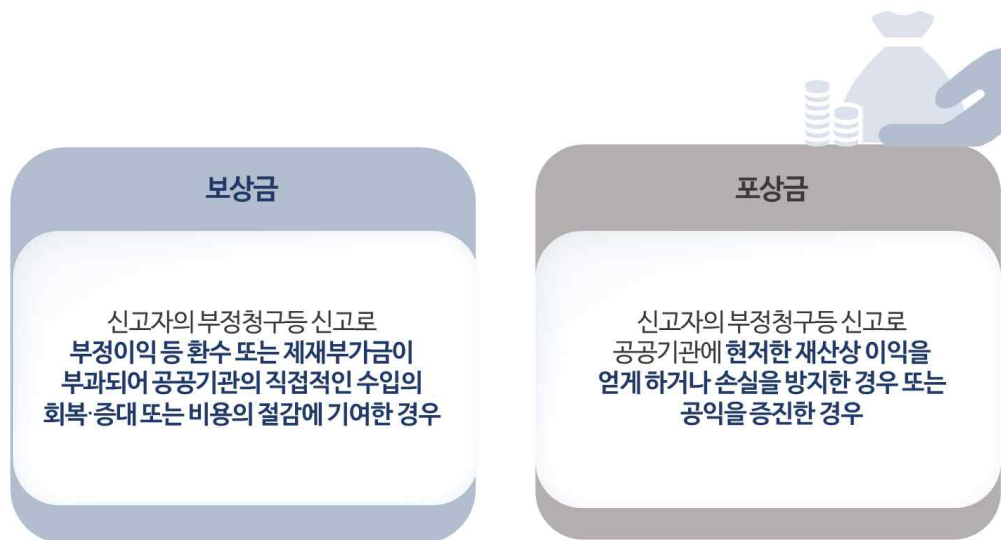 보상금
신고자의 부정청구등 신고로
부정이익 등 환수 또는 제재부가금이
부과되어 공공기관의 직접적인 수입의
회복·증대 또는 비용의 절감에 기여한 경우
포상금
신고자의 부정청구등 신고로
공공기관에 현저한 재산상 이익을
얻게 하거나 손실을 방지한 경우 또는
공익을 증진한 경우